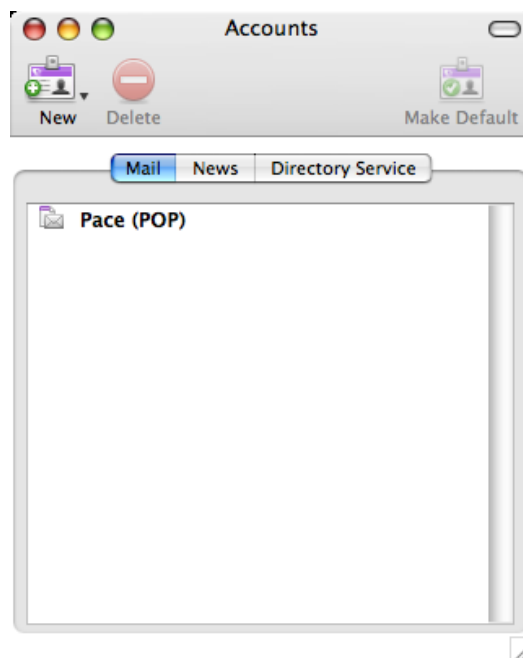 Accounts
New Delete Make Default
Mail News Directory Service
Pace (POP)